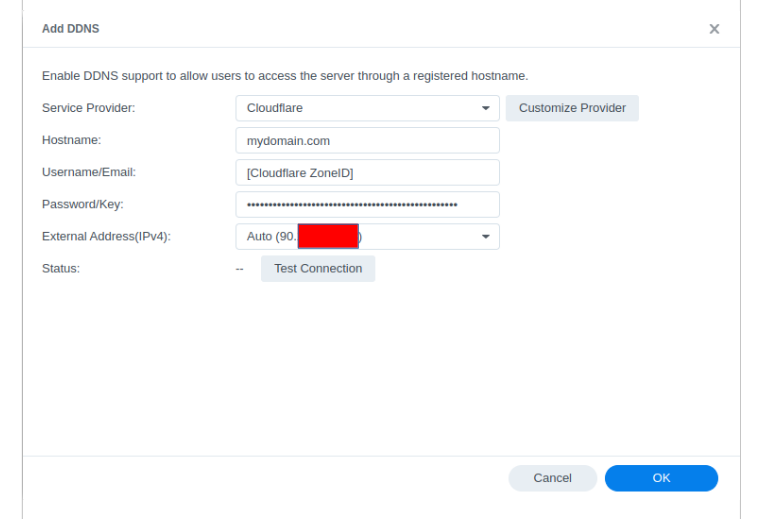 Add DDNS
Enable DDNS support to allow users to access the server through a registered hostname.
Service Provider: Cloudflare Customize Provider
Hostname: mydomain.com
Username/Email: [Cloudflare ZoneID]
Password/Key: ••••••••••••••••••••••••••••••••••••••••••••••••••
External Address(IPv4): Auto (90. )
Status: -- Test Connection
Cancel OK